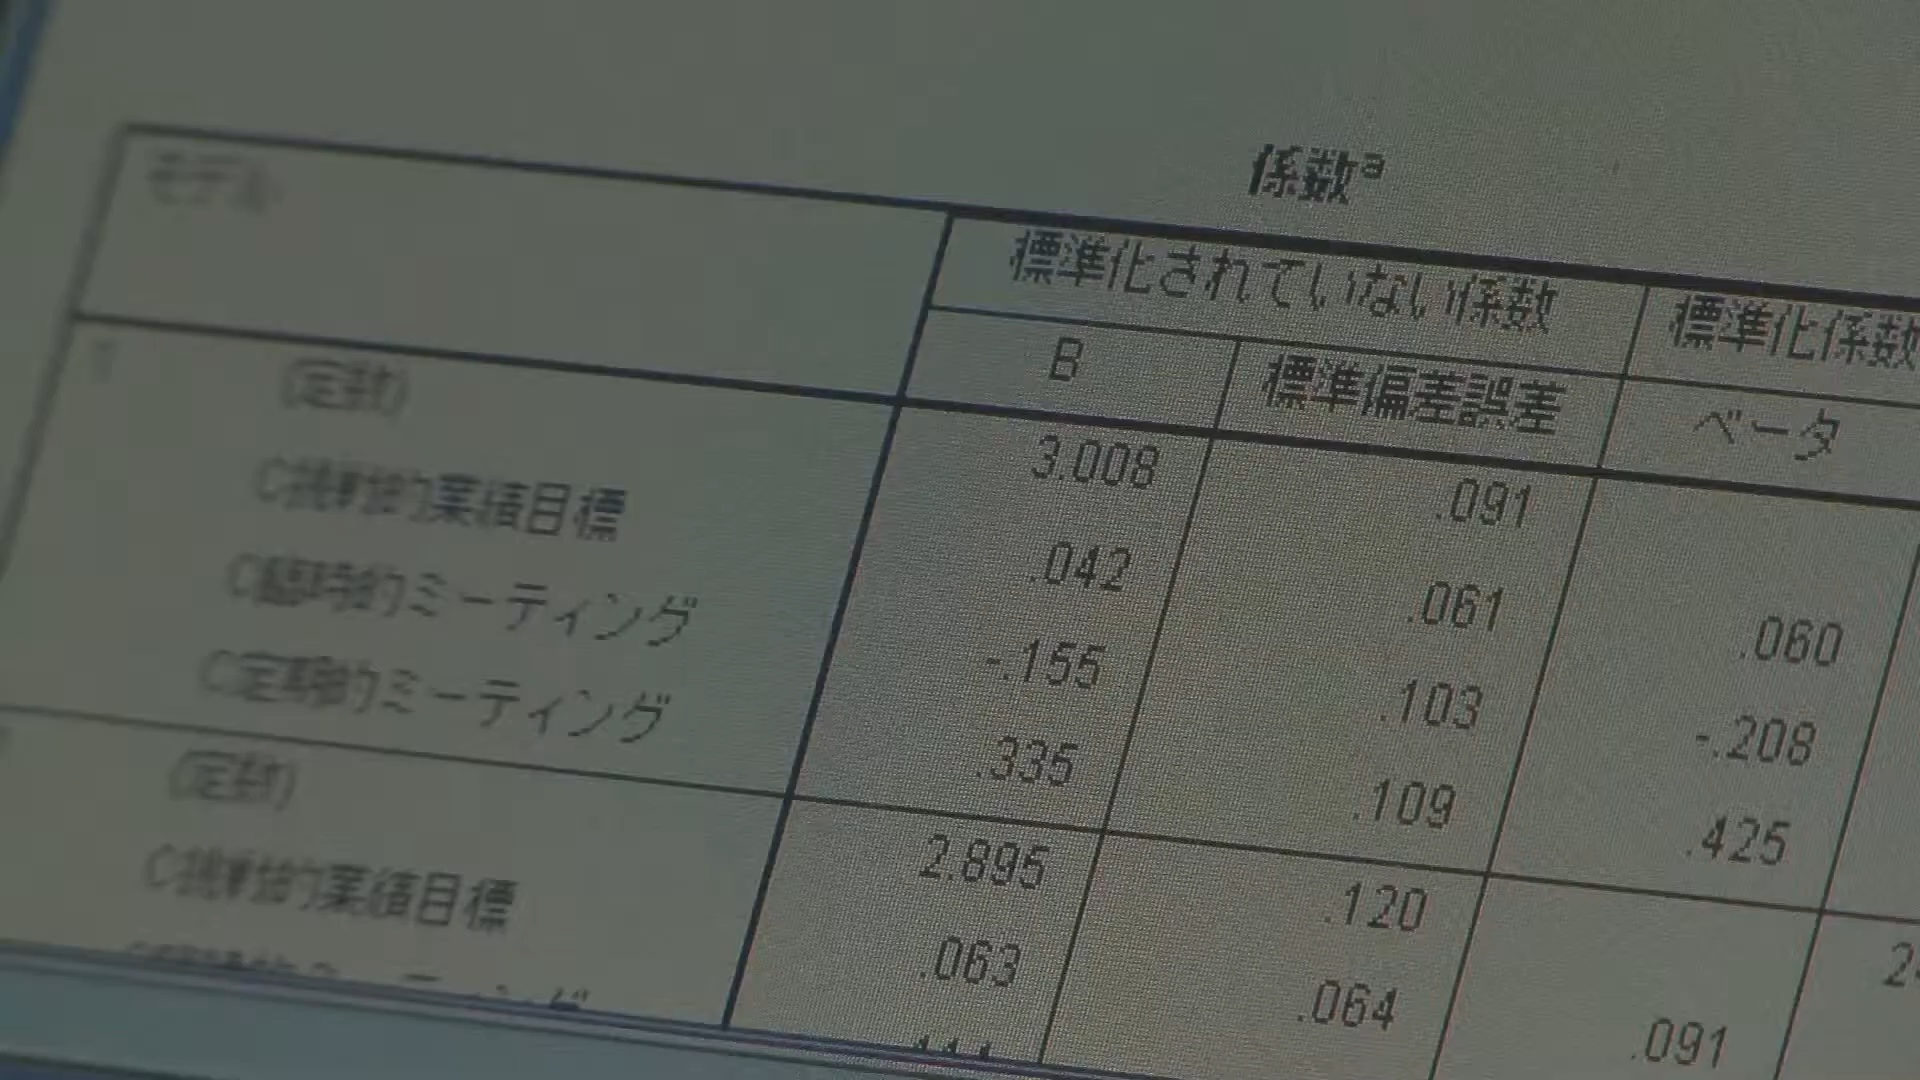 係数a
モデル 標準化されていない係数 標準化係数
B 標準偏差誤差 ベータ
1 (定数) 3.008 .091
C挑戦的業績目標 .042 .061 .060
C臨時的ミーティング -.155 .103 -.208
C定期的ミーティング .335 .109 .425
(定数) 2.895 .120
C挑戦的業績目標 .063 .064 .091